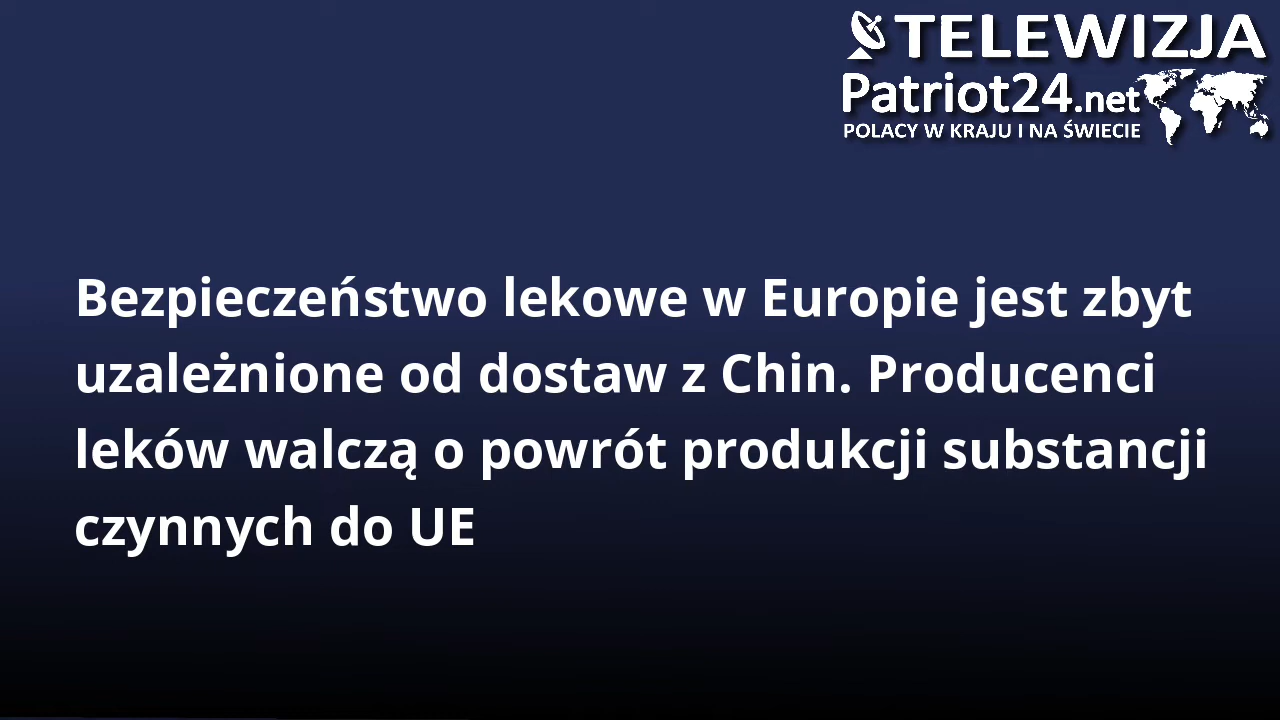 TELEWIZJA
Patriot24.net
POLACY W KRAJU I NA ŚWIECIE
Bezpieczeństwo lekowe w Europie jest zbyt
uzależnione od dostaw z Chin. Producenci
leków walczą o powrót produkcji substancji
czynnych do UE